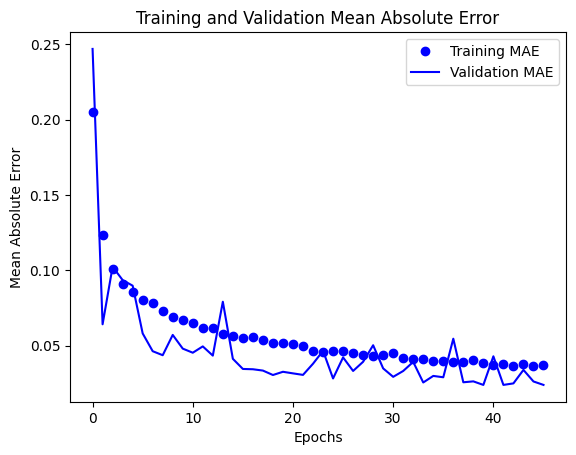 Training and Validation Mean Absolute Error
Training MAE
Validation MAE
Mean Absolute Error
0.25
0.20
0.15
0.10
0.05
0
10
20
30
40
Epochs